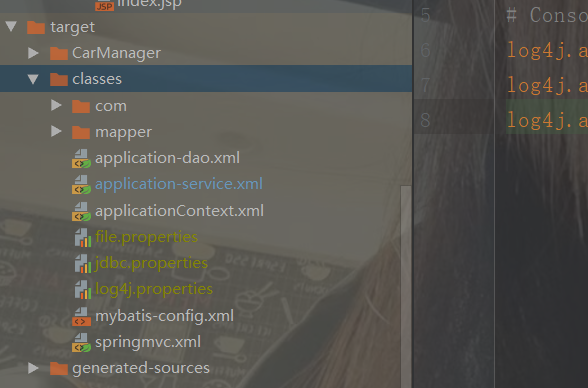 index.jsp
JSP
target
CarManager
classes
com
mapper
application-dao.xml
application-service.xml
applicationContext.xml
file.properties
jdbc.properties
log4j.properties
mybatis-config.xml
springmvc.xml
generated-sources
5 # Conso
6 log4j.a
7 log4j.a
8 log4j.a